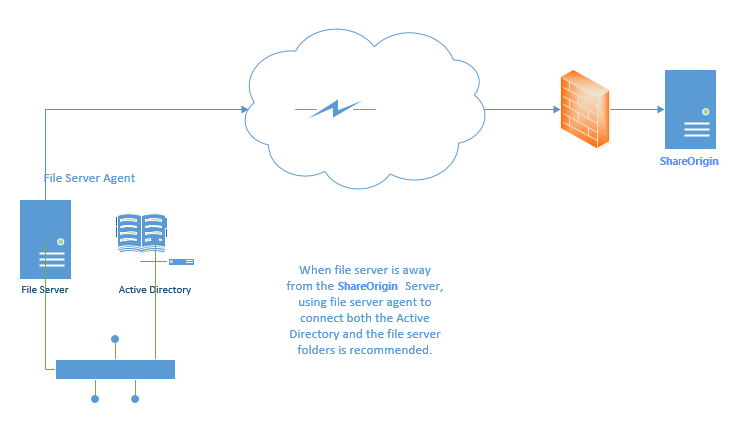 ShareOrigin
File Server Agent
File Server
Active Directory
When file server is away
from the ShareOrigin Server,
using file server agent to
connect both the Active
Directory and the file server
folders is recommended.